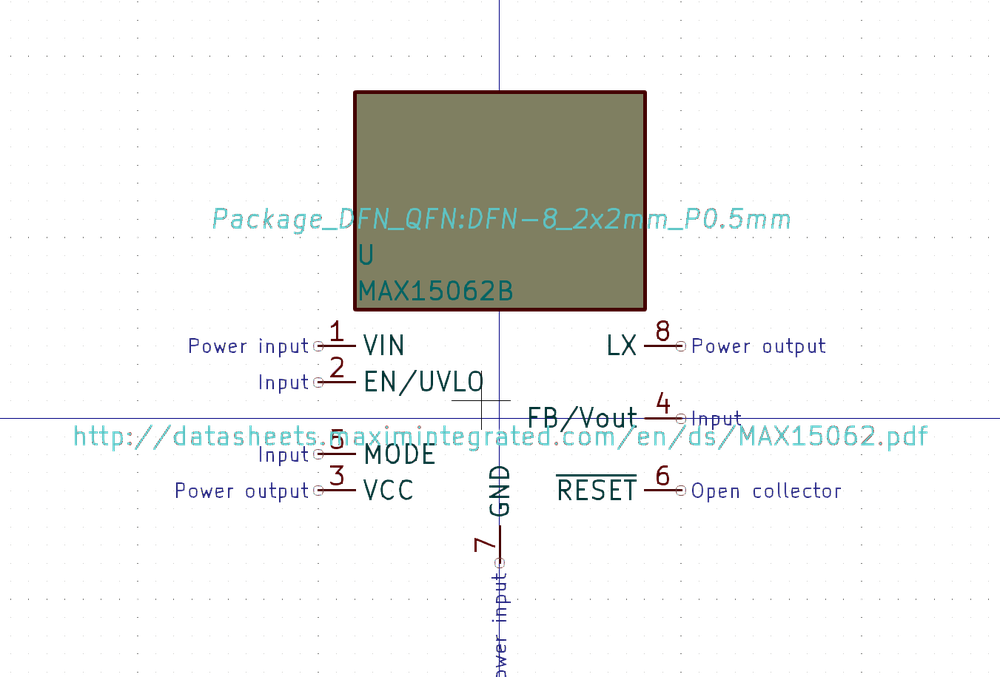 Package_DFN_QFN:DFN-8_2x2mm_P0.5mm
U
MAX15062B
Power input 1 VIN
LX 8 Power output
Input 2 EN/UVLO
FB/Vout 4 Input
http://datasheets.maximintegrated.com/en/ds/MAX15062.pdf
Input 5 MODE
Power output 3 VCC
RESET 6 Open collector
GND
7
ower input